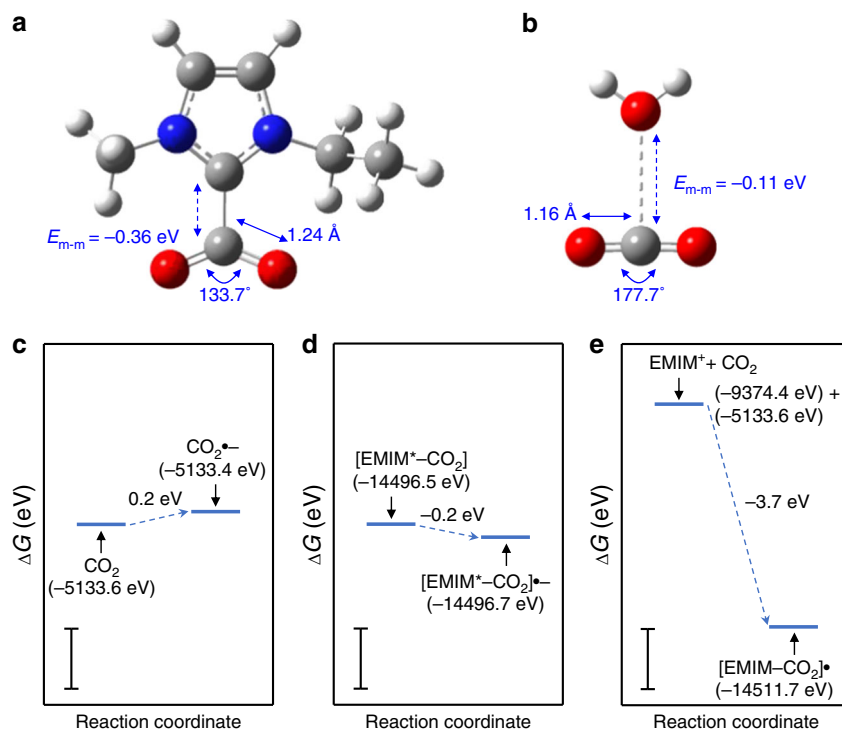 a
E m-m = –0.36 eV
1.24 Å
133.7°
b
E m-m = –0.11 eV
1.16 Å
177.7°
c
ΔG (eV)
CO2•–
(–5133.4 eV)
0.2 eV
CO2
(–5133.6 eV)
Reaction coordinate
d
ΔG (eV)
[EMIM*–CO2]
(–14496.5 eV)
–0.2 eV
[EMIM*–CO2]•–
(–14496.7 eV)
Reaction coordinate
e
ΔG (eV)
EMIM+ + CO2
(–9374.4 eV) +
(–5133.6 eV)
–3.7 eV
[EMIM–CO2]•
(–14511.7 eV)
Reaction coordinate